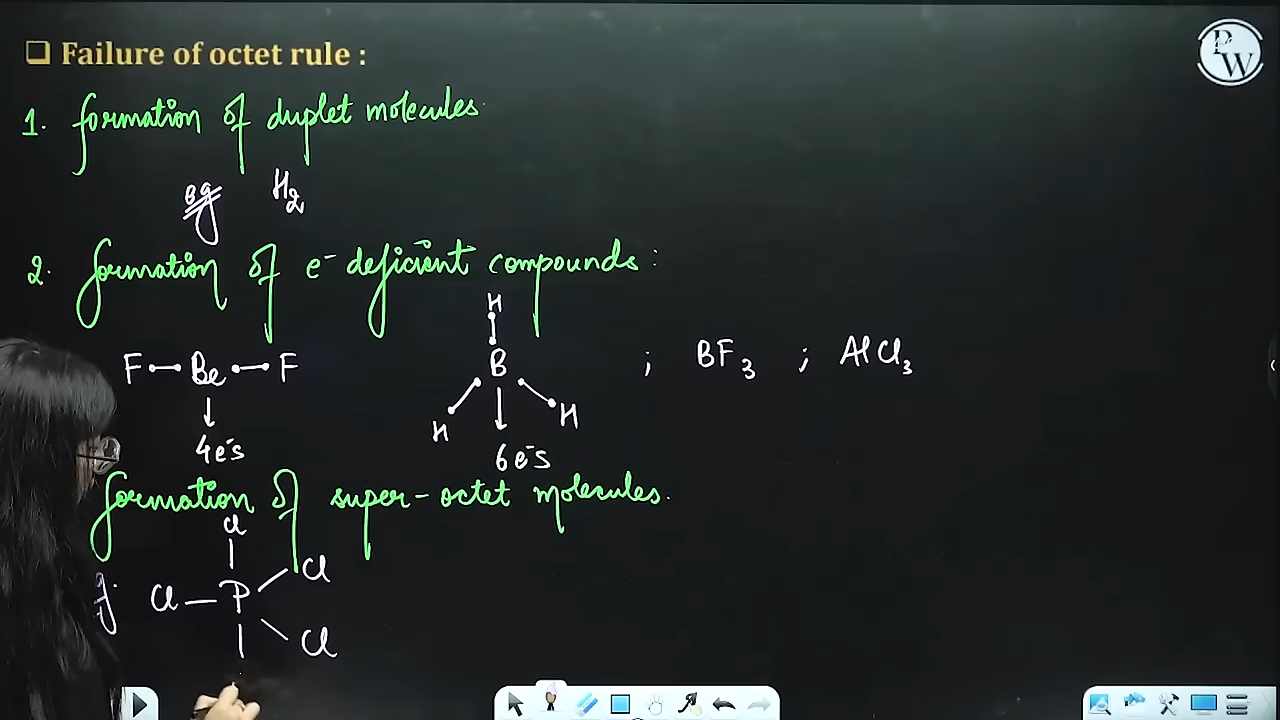 ❑ Failure of octet rule :
PW
1. formation of duplet molecules.
eg H₂
2. formation of e⁻ deficient compounds :
H
F Be F B ; BF₃ ; AlCl₃
H H
4e⁻s 6e⁻s
formation of super-octet molecules.
Cl
Cl
Cl — P
Cl